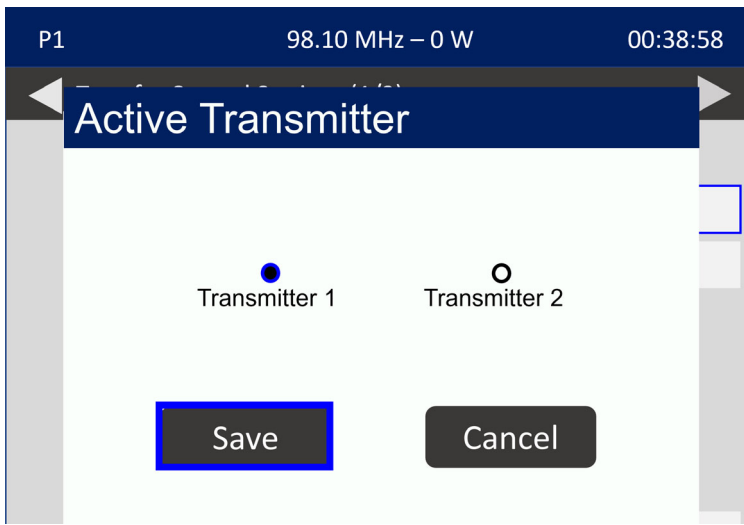 P1 98.10 MHz – 0 W 00:38:58
Active Transmitter
Transmitter 1 Transmitter 2
Save Cancel